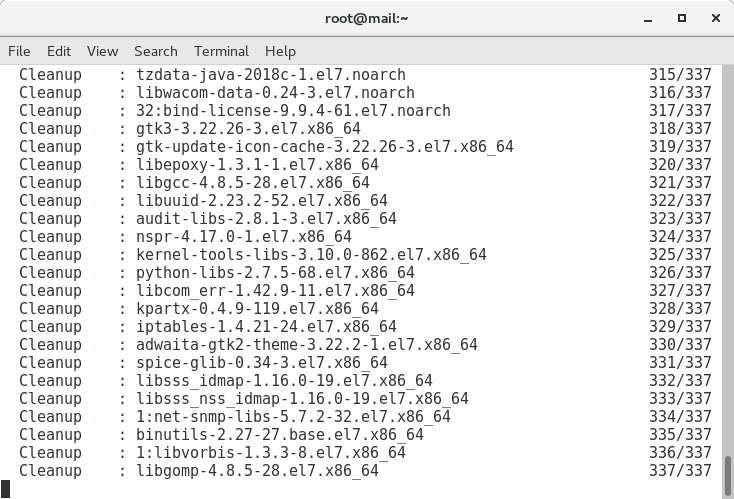 root@mail:~
File Edit View Search Terminal Help
Cleanup : tzdata-java-2018c-1.el7.noarch 315/337
Cleanup : libwacom-data-0.24-3.el7.noarch 316/337
Cleanup : 32:bind-license-9.9.4-61.el7.noarch 317/337
Cleanup : gtk3-3.22.26-3.el7.x86_64 318/337
Cleanup : gtk-update-icon-cache-3.22.26-3.el7.x86_64 319/337
Cleanup : libepoxy-1.3.1-1.el7.x86_64 320/337
Cleanup : libgcc-4.8.5-28.el7.x86_64 321/337
Cleanup : libuuid-2.23.2-52.el7.x86_64 322/337
Cleanup : audit-libs-2.8.1-3.el7.x86_64 323/337
Cleanup : nspr-4.17.0-1.el7.x86_64 324/337
Cleanup : kernel-tools-libs-3.10.0-862.el7.x86_64 325/337
Cleanup : python-libs-2.7.5-68.el7.x86_64 326/337
Cleanup : libcom_err-1.42.9-11.el7.x86_64 327/337
Cleanup : kpartx-0.4.9-119.el7.x86_64 328/337
Cleanup : iptables-1.4.21-24.el7.x86_64 329/337
Cleanup : adwaita-gtk2-theme-3.22.2-1.el7.x86_64 330/337
Cleanup : spice-glib-0.34-3.el7.x86_64 331/337
Cleanup : libsss_idmap-1.16.0-19.el7.x86_64 332/337
Cleanup : libsss_nss_idmap-1.16.0-19.el7.x86_64 333/337
Cleanup : 1:net-snmp-libs-5.7.2-32.el7.x86_64 334/337
Cleanup : binutils-2.27-27.base.el7.x86_64 335/337
Cleanup : 1:libvorbis-1.3.3-8.el7.x86_64 336/337
Cleanup : libgomp-4.8.5-28.el7.x86_64 337/337